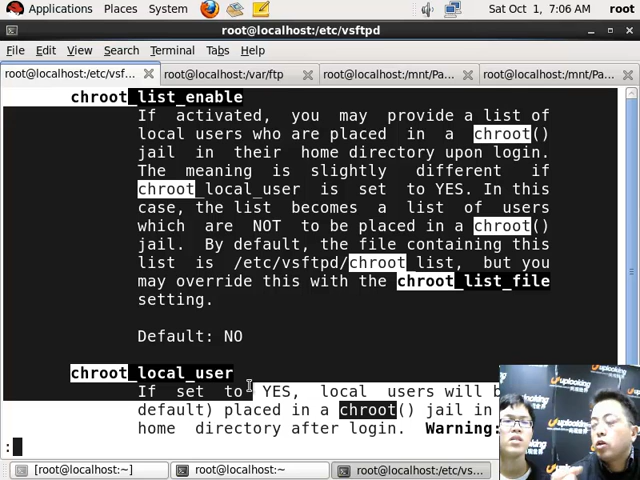 Applications Places System Sat Oct 1, 7:06 AM root
root@localhost:/etc/vsftpd
File Edit View Search Terminal Tabs Help
root@localhost:/etc/vsf... root@localhost:/var/ftp root@localhost:/mnt/Pa... root@localhost:/mnt/Pa...
chroot_list_enable
If activated, you may provide a list of
local users who are placed in a chroot()
jail in their home directory upon login.
The meaning is slightly different if
chroot_local_user is set to YES. In this
case, the list becomes a list of users
which are NOT to be placed in a chroot()
jail. By default, the file containing this
list is /etc/vsftpd/chroot_list, but you
may override this with the chroot_list_file
setting.
Default: NO
chroot_local_user
If set to YES, local users will b
default) placed in a chroot() jail in
home directory after login. Warning:
:
uplooking
uplooking
[root@localhost:~] root@localhost:~ root@localhost:/etc/vs...